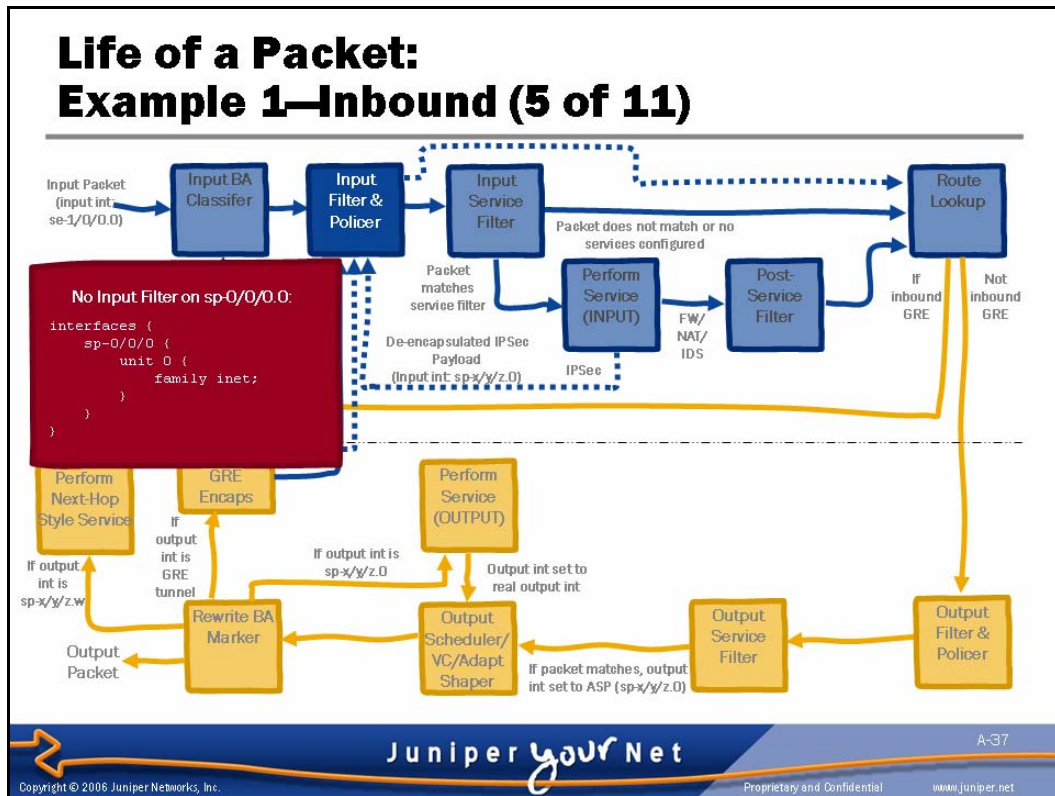 Life of a Packet:
Example 1—Inbound (5 of 11)
Input Packet
(input int:
se-1/0/0.0)
Input BA
Classifer
Input
Filter &
Policer
Input
Service
Filter
Route
Lookup
Packet does not match or no
services configured
Packet
matches
service filter
Perform
Service
(INPUT)
FW/
NAT/
IDS
Post-
Service
Filter
If
inbound
GRE
Not
inbound
GRE
No Input Filter on sp-0/0/0.0:
interfaces {
sp-0/0/0 {
unit 0 {
family inet;
}
}
}
De-encapsulated IPSec
Payload
(Input int: sp-x/y/z.0)
IPSec
Perform
Next-Hop
Style Service
GRE
Encaps
Perform
Service
(OUTPUT)
If output
int is
sp-x/y/z.w
If
output
int is
GRE
tunnel
If output int is
sp-x/y/z.0
Output int set to
real output int
Rewrite BA
Marker
Output
Scheduler/
VC/Adapt
Shaper
Output
Service
Filter
Output
Filter &
Policer
Output
Packet
If packet matches, output
int set to ASP (sp-x/y/z.0)
Juniper your Net
A-37
Copyright © 2006 Juniper Networks, Inc.
Proprietary and Confidential
www.juniper.net